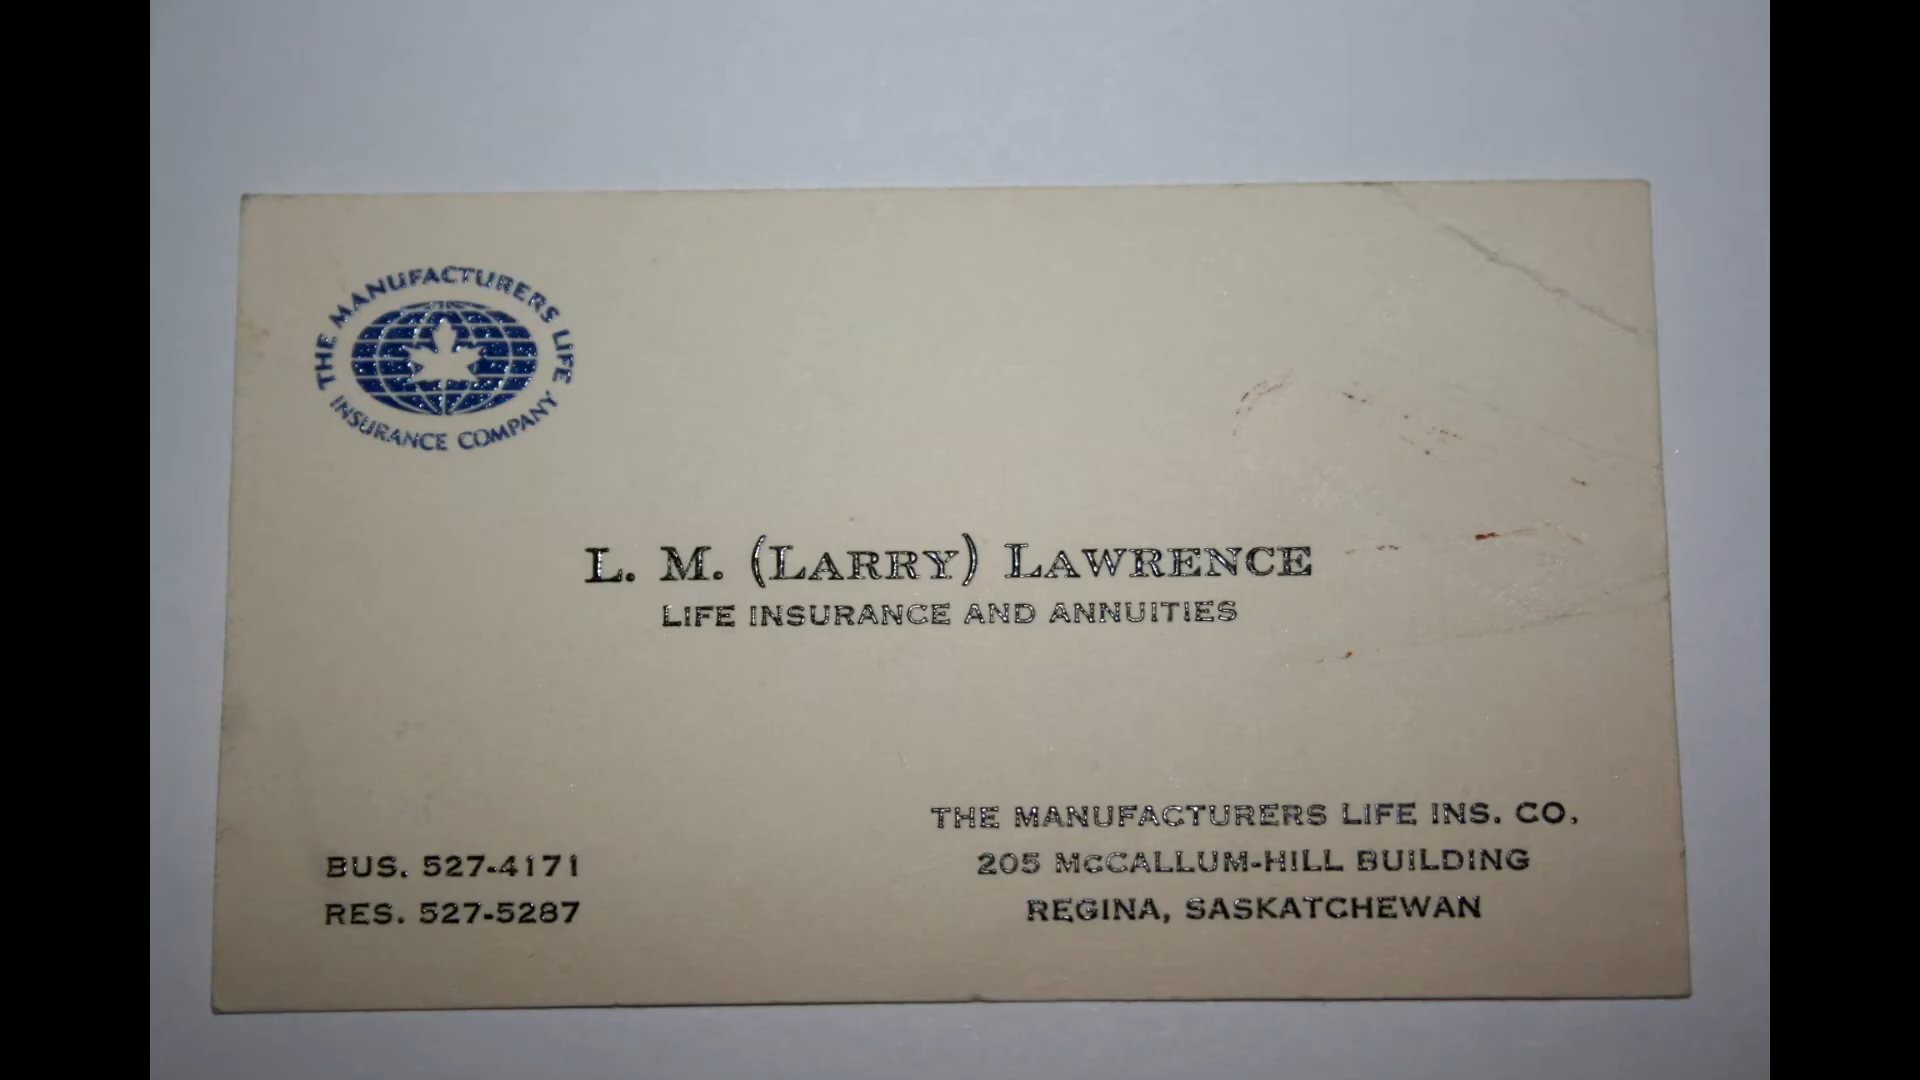 THE MANUFACTURERS LIFE
INSURANCE COMPANY
L. M. (LARRY) LAWRENCE
LIFE INSURANCE AND ANNUITIES
BUS. 527-4171
RES. 527-5287
THE MANUFACTURERS LIFE INS. CO.
205 McCALLUM-HILL BUILDING
REGINA, SASKATCHEWAN